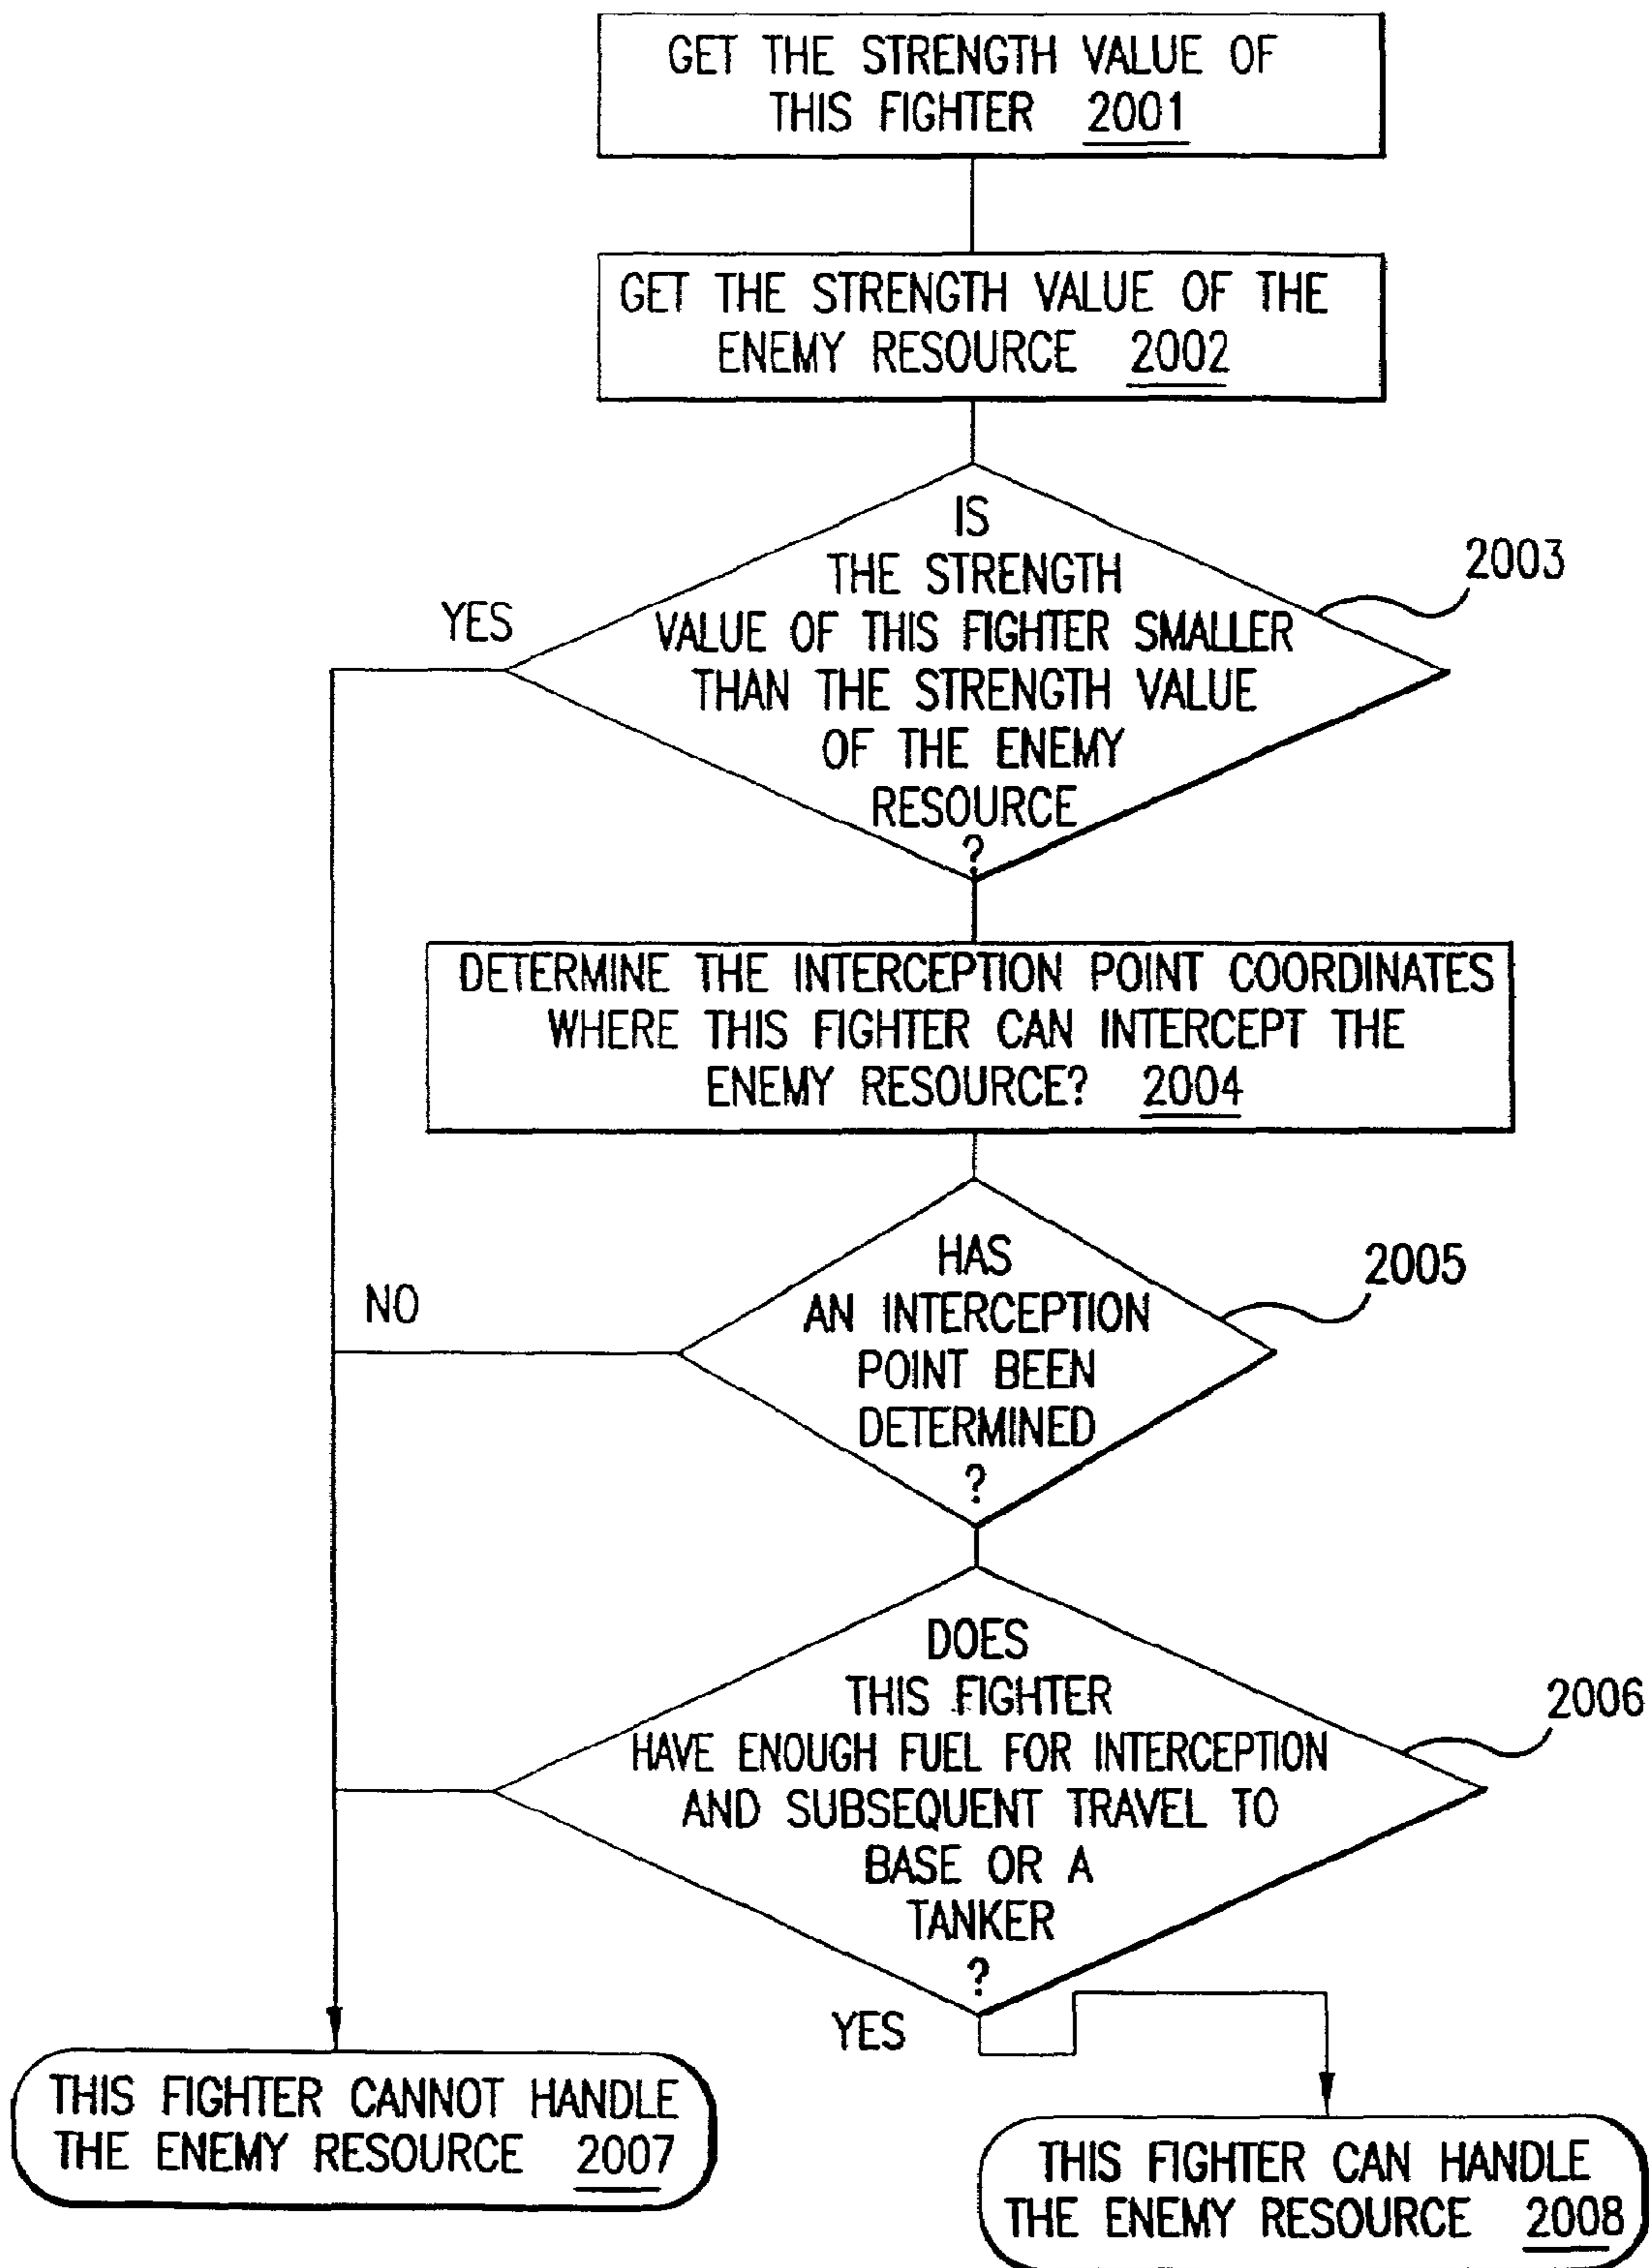 GET THE STRENGTH VALUE OF
THIS FIGHTER 2001
GET THE STRENGTH VALUE OF THE
ENEMY RESOURCE 2002
IS
THE STRENGTH
VALUE OF THIS FIGHTER SMALLER
THAN THE STRENGTH VALUE
OF THE ENEMY
RESOURCE
?
2003
YES
DETERMINE THE INTERCEPTION POINT COORDINATES
WHERE THIS FIGHTER CAN INTERCEPT THE
ENEMY RESOURCE? 2004
HAS
AN INTERCEPTION
POINT BEEN
DETERMINED
?
2005
NO
DOES
THIS FIGHTER
HAVE ENOUGH FUEL FOR INTERCEPTION
AND SUBSEQUENT TRAVEL TO
BASE OR A
TANKER
?
2006
YES
THIS FIGHTER CANNOT HANDLE
THE ENEMY RESOURCE 2007
THIS FIGHTER CAN HANDLE
THE ENEMY RESOURCE 2008